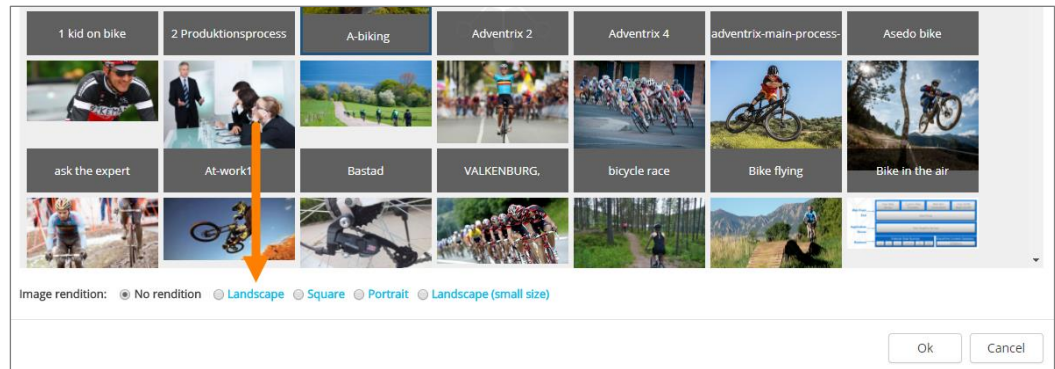 1 kid on bike
2 Produktionsprocess
A-biking
Adventrix 2
Adventrix 4
adventrix-main-process-
Asedo bike
ask the expert
At-work1
Bastad
VALKENBURG,
bicycle race
Bike flying
Bike in the air
Image rendition: No rendition Landscape Square Portrait Landscape (small size)
Ok Cancel